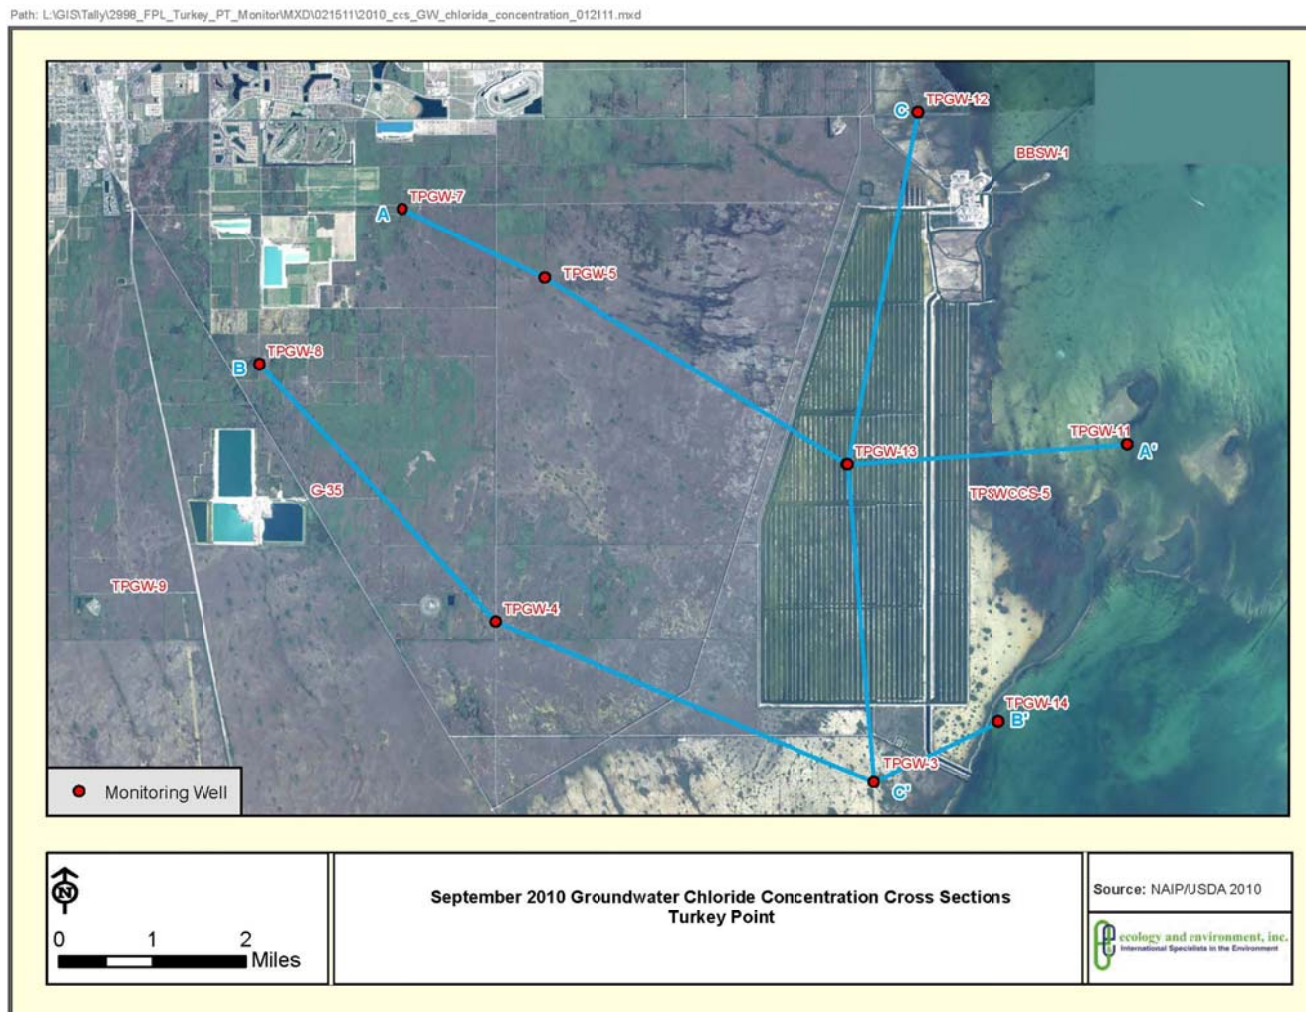 Path: L:\GIS\Tally\2998_FPL_Turkey_PT_Monitor\MXD\021511\2010_ccs_GW_chlorida_concentration_012111.mxd
C
TPGW-12
BBSW-1
TPGW-7
A
TPGW-5
TPGW-8
B
TPGW-11
A'
TPGW-13
G-35
TPSWCCS-5
TPGW-9
TPGW-4
TPGW-14
B'
TPGW-3
C'
Monitoring Well
N
0 1 2
Miles
September 2010 Groundwater Chloride Concentration Cross Sections
Turkey Point
Source: NAIP/USDA 2010
ecology and environment, inc.
International Specialists in the Environment